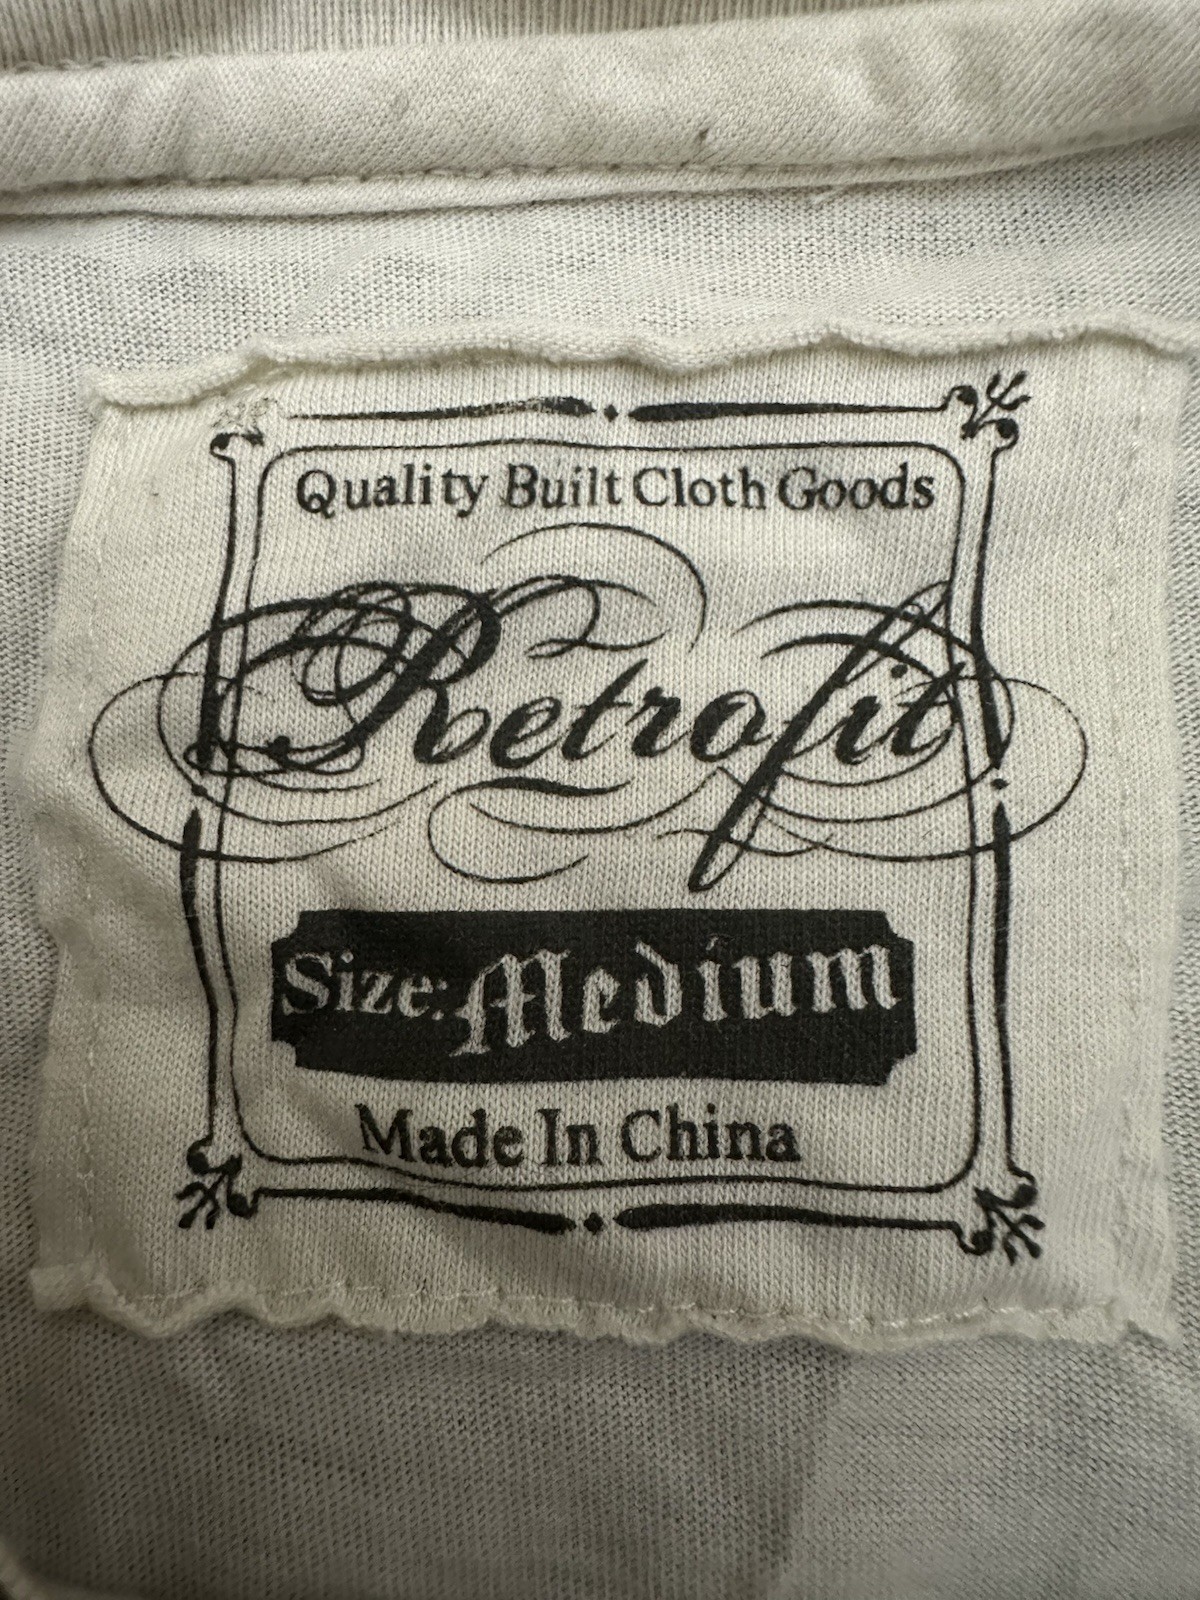 Quality Built Cloth Goods
Retrofit
Size: Medium
Made In China